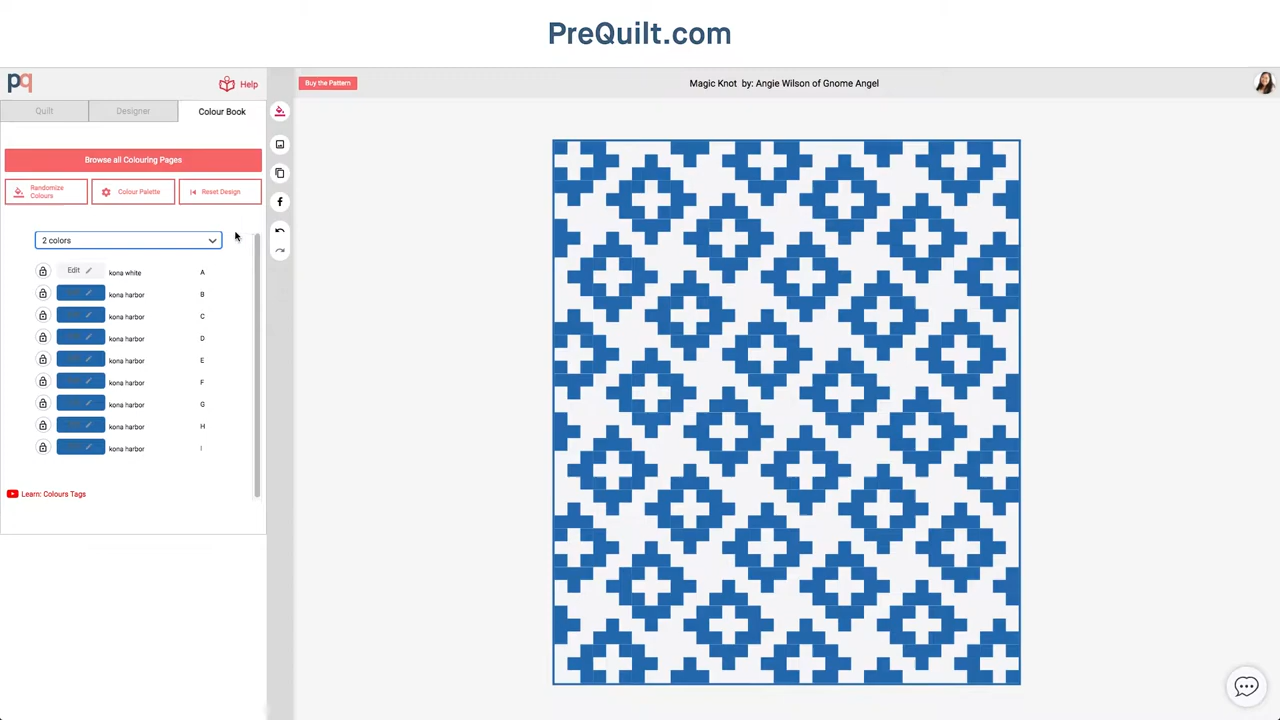 PreQuilt.com
pq
Help
Buy the Pattern
Magic Knot by: Angie Wilson of Gnome Angel
Quilt
Designer
Colour Book
Browse all Colouring Pages
Randomize
Colours
Colour Palette
Reset Design
2 colors
Edit kona white A
kona harbor B
kona harbor C
kona harbor D
kona harbor E
kona harbor F
kona harbor G
kona harbor H
kona harbor I
Learn: Colours Tags